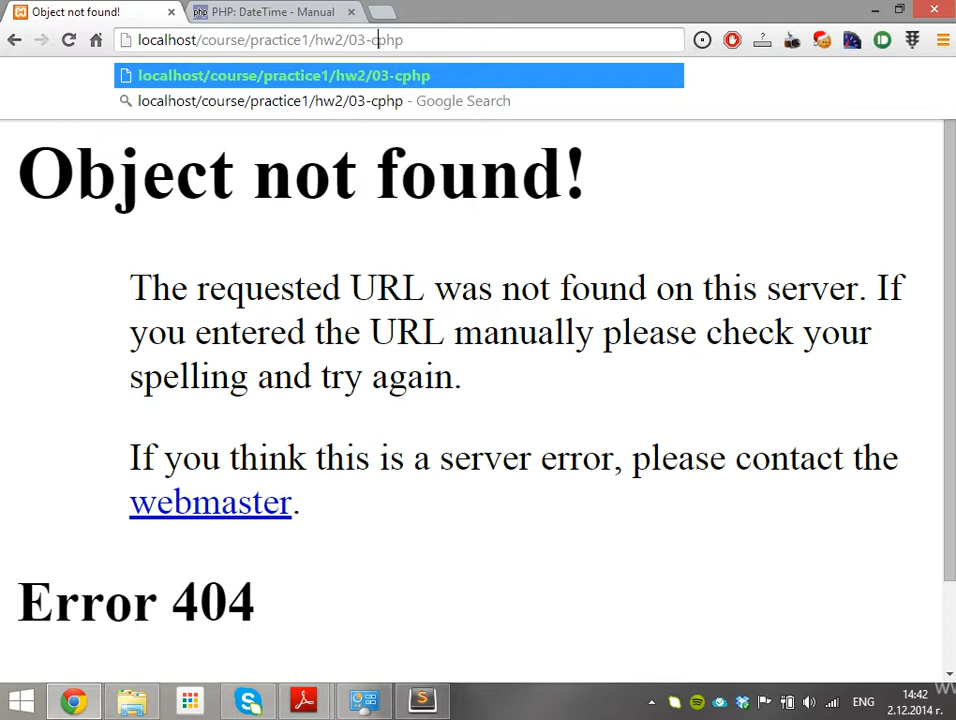 Object not found!
PHP: DateTime - Manual
localhost/course/practice1/hw2/03-cphp
localhost/course/practice1/hw2/03-cphp
localhost/course/practice1/hw2/03-cphp - Google Search
Object not found!
The requested URL was not found on this server. If
you entered the URL manually please check your
spelling and try again.
If you think this is a server error, please contact the
webmaster.
Error 404
ЕНG
14:42
2.12.2014 г.